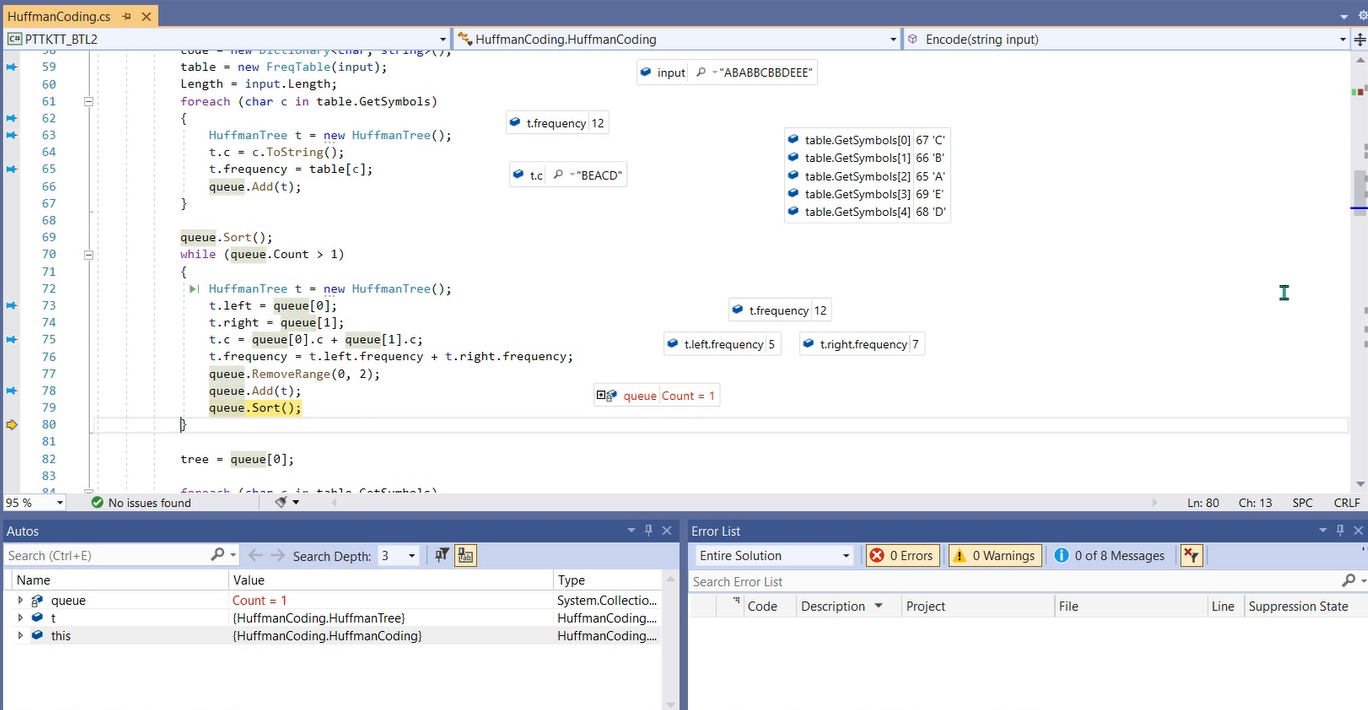 HuffmanCoding.cs
PTTKTT_BTL2 HuffmanCoding.HuffmanCoding Encode(string input)
58 code = new Dictionary<char, string>();
59 table = new FreqTable(input);
60 Length = input.Length; input "ABABBCBBDEEE"
61 foreach (char c in table.GetSymbols)
62 { t.frequency 12
63 HuffmanTree t = new HuffmanTree(); table.GetSymbols[0] 67 'C'
64 t.c = c.ToString(); table.GetSymbols[1] 66 'B'
65 t.frequency = table[c]; t.c "BEACD" table.GetSymbols[2] 65 'A'
66 queue.Add(t); table.GetSymbols[3] 69 'E'
67 } table.GetSymbols[4] 68 'D'
68
69 queue.Sort();
70 while (queue.Count > 1)
71 {
72 HuffmanTree t = new HuffmanTree();
73 t.left = queue[0]; t.frequency 12
74 t.right = queue[1];
75 t.c = queue[0].c + queue[1].c; t.left.frequency 5 t.right.frequency 7
76 t.frequency = t.left.frequency + t.right.frequency;
77 queue.RemoveRange(0, 2);
78 queue.Add(t); queue Count = 1
79 queue.Sort();
80 }
81
82 tree = queue[0];
83
84 foreach (char c in table.GetSymbols)
95 % No issues found Ln: 80 Ch: 13 SPC CRLF
Autos
Search (Ctrl+E) Search Depth: 3
Name Value Type
queue Count = 1 System.Collectio...
t {HuffmanCoding.HuffmanTree} HuffmanCoding....
this {HuffmanCoding.HuffmanCoding} HuffmanCoding....
Error List
Entire Solution 0 Errors 0 Warnings 0 of 8 Messages
Search Error List
Code Description Project File Line Suppression State